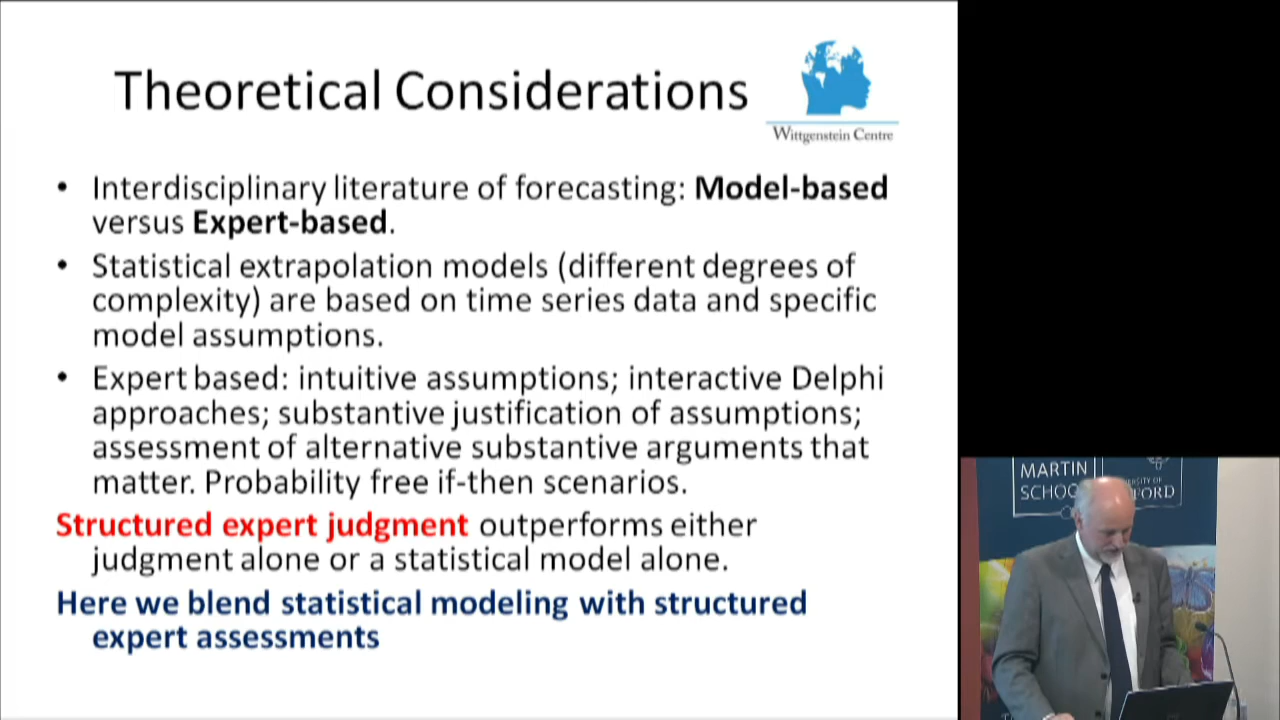 Theoretical Considerations
Wittgenstein Centre
• Interdisciplinary literature of forecasting: Model-based
versus Expert-based.
• Statistical extrapolation models (different degrees of
complexity) are based on time series data and specific
model assumptions.
• Expert based: intuitive assumptions; interactive Delphi
approaches; substantive justification of assumptions;
assessment of alternative substantive arguments that
matter. Probability free if-then scenarios.
Structured expert judgment outperforms either
judgment alone or a statistical model alone.
Here we blend statistical modeling with structured
expert assessments
MARTIN